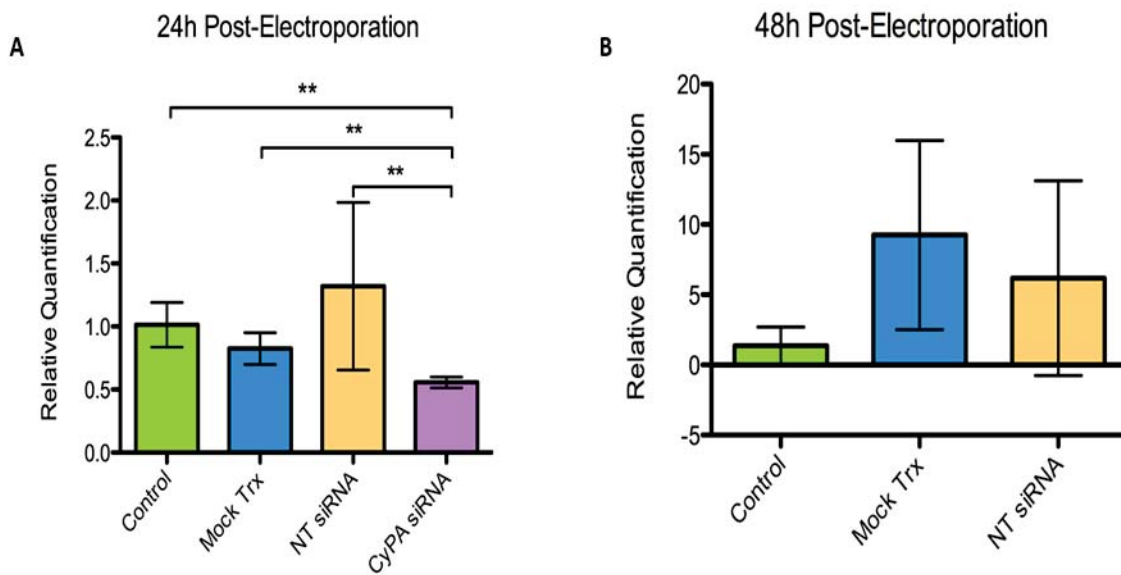 24h Post-Electroporation
A
**
**
**
Relative Quantification
2.5
2.0
1.5
1.0
0.5
0.0
Control
Mock Trx
NT siRNA
CyPA siRNA
48h Post-Electroporation
B
Relative Quantification
20
15
10
5
0
-5
Control
Mock Trx
NT siRNA